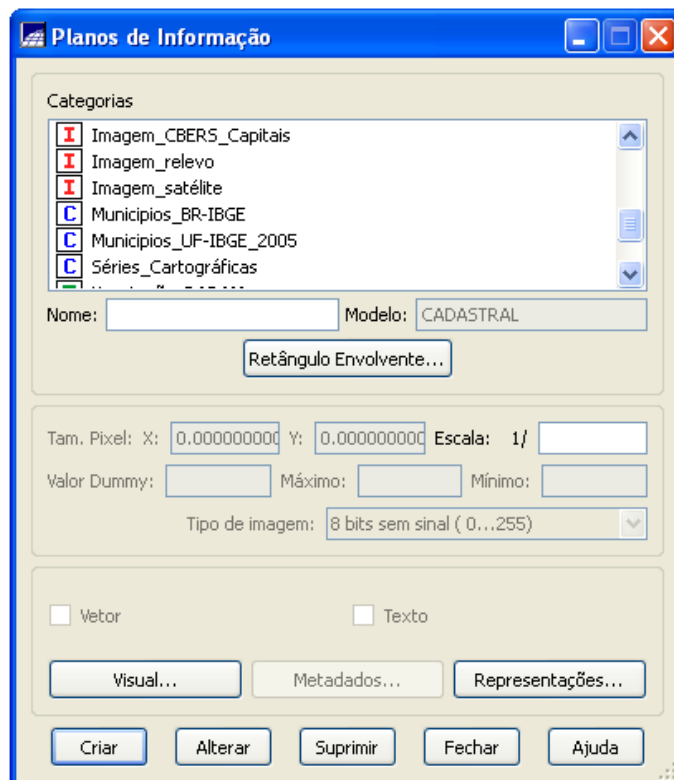 Planos de Informação
Categorias
I Imagem_CBERS_Capitais
I Imagem_relevo
I Imagem_satélite
C Municipios_BR-IBGE
C Municipios_UF-IBGE_2005
C Séries_Cartográficas
Nome: Modelo: CADASTRAL
Retângulo Envolvente...
Tam. Pixel: X: 0.000000000 Y: 0.000000000 Escala: 1/
Valor Dummy: Máximo: Mínimo:
Tipo de imagem: 8 bits sem sinal ( 0...255)
Vetor Texto
Visual... Metadados... Representações...
Criar Alterar Suprimir Fechar Ajuda